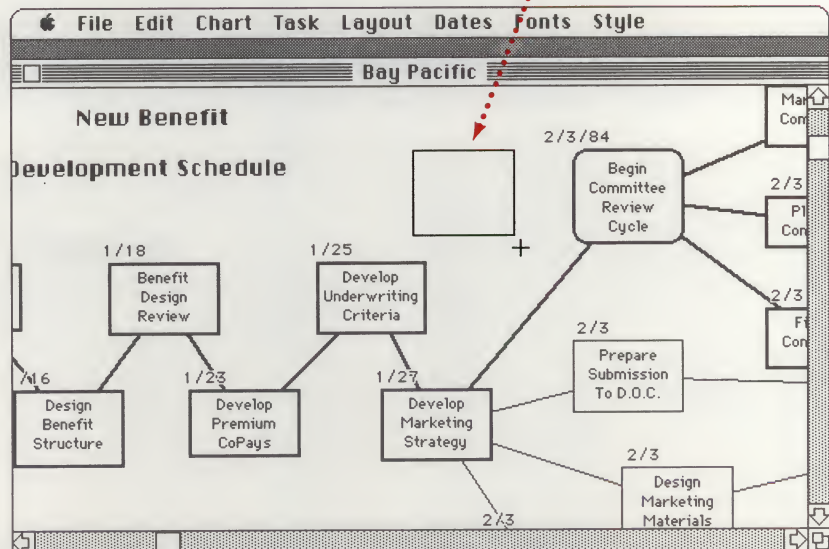 File Edit Chart Task Layout Dates Fonts Style
Bay Pacific
New Benefit
Development Schedule
2/3/84
Begin
Committee
Review
Cycle
2/3
2/3
1/18
Benefit
Design
Review
1/25
Develop
Underwriting
Criteria
/16
Design
Benefit
Structure
1/23
Develop
Premium
CoPays
1/27
Develop
Marketing
Strategy
2/3
Prepare
Submission
To D.O.C.
2/3
Design
Marketing
Materials
2/3